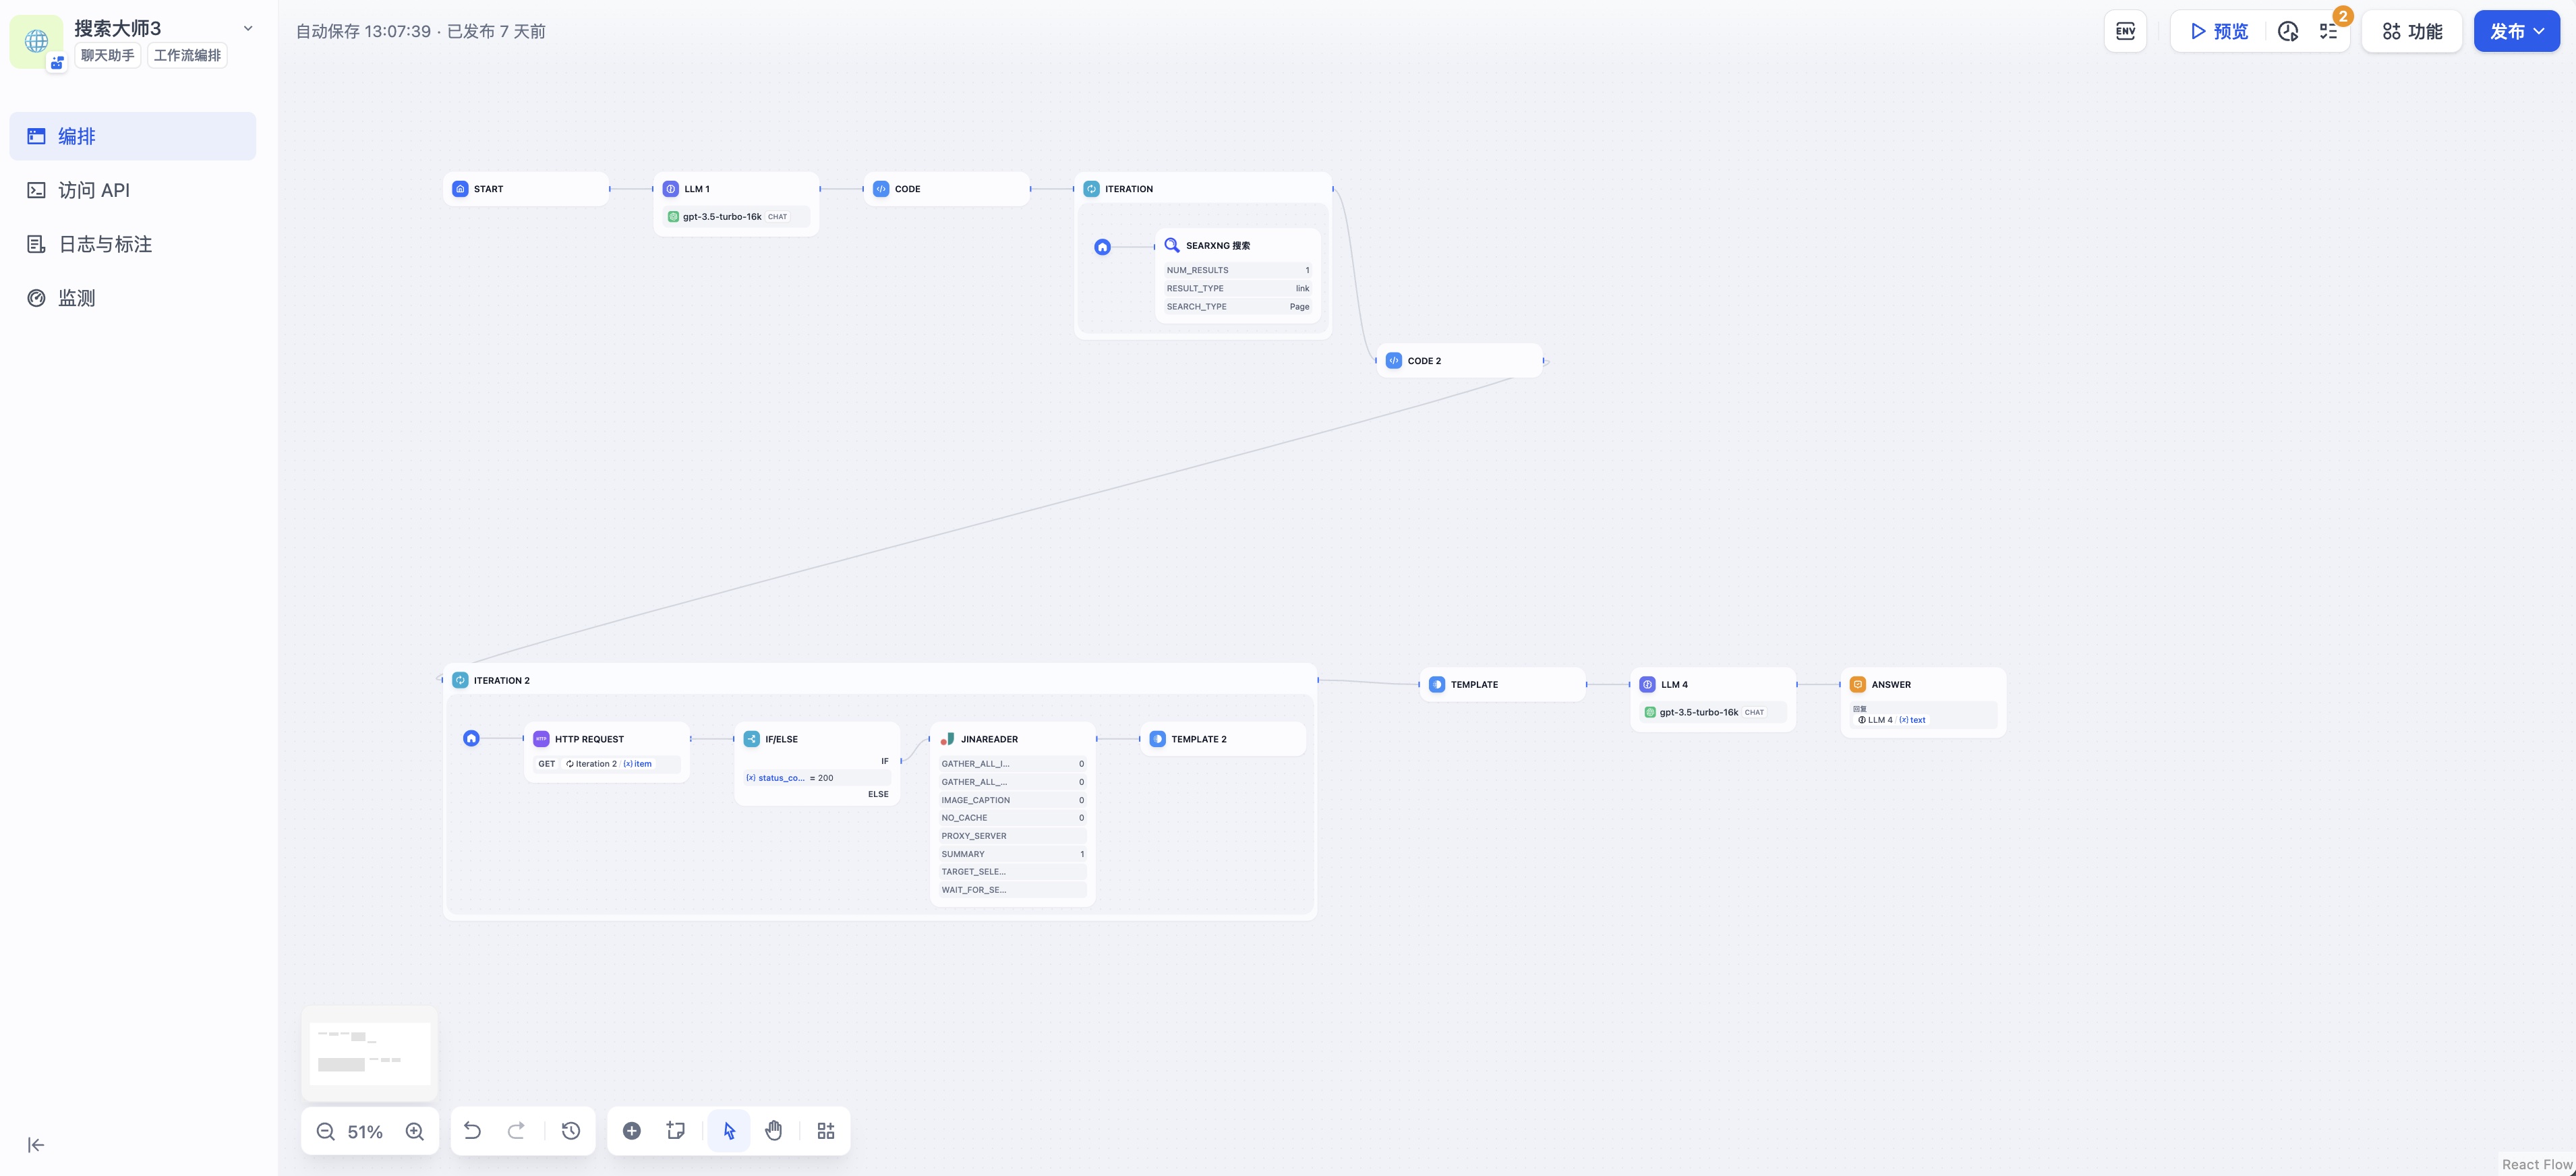 搜索大师3
聊天助手 工作流编排
编排
访问 API
日志与标注
监测
自动保存 13:07:39 · 已发布 7 天前
ENV
预览
2
功能
发布
START
LLM 1
gpt-3.5-turbo-16k CHAT
CODE
ITERATION
SEARXNG 搜索
NUM_RESULTS 1
RESULT_TYPE link
SEARCH_TYPE Page
CODE 2
ITERATION 2
HTTP REQUEST
GET Iteration 2 / {x} item
IF/ELSE
IF
{x} status_co... = 200
ELSE
JINAREADER
GATHER_ALL_I... 0
GATHER_ALL_... 0
IMAGE_CAPTION 0
NO_CACHE 0
PROXY_SERVER
SUMMARY 1
TARGET_SELE...
WAIT_FOR_SE...
TEMPLATE 2
TEMPLATE
LLM 4
gpt-3.5-turbo-16k CHAT
ANSWER
回复
LLM 4 / {x} text
51%
React Flow